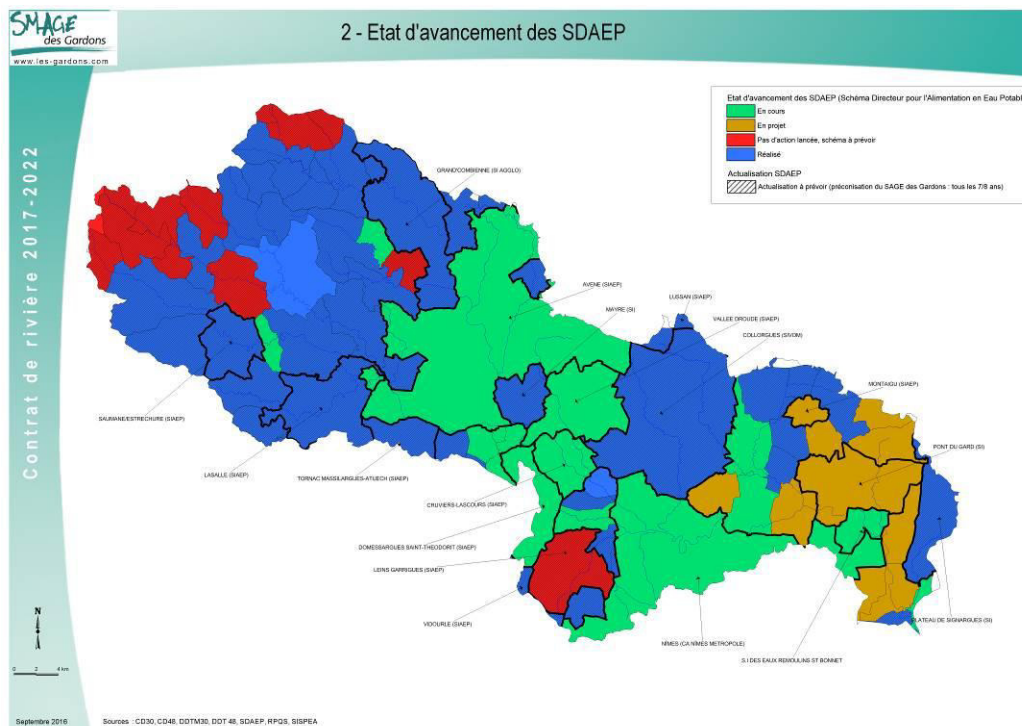 SMAGE
des Gardons
www.les-gardons.com
2 - Etat d'avancement des SDAEP
Contrat de rivière 2017-2022
Etat d'avancement des SDAEP (Schéma Directeur pour l'Alimentation en Eau Potabl
En cours
En projet
Pas d'action lancée, schéma à prévoir
Réalisé
Actualisation SDAEP
Actualisation à prévoir (préconisation du SAGE des Gardons : tous les 7/8 ans)
GRAND'COMBIENNE (SI AGGLO)
AVENE (SIAEP)
MAYRE (SI)
LUSSAN (SIAEP)
VALLEE DROUDE (SIAEP)
COLLORGUES (SIVOM)
MONTAIGU (SIAEP)
SAUMANE/ESTRECHURE (SIAEP)
PONT DU GARD (SI)
LASALLE (SIAEP)
TORNAC MASSILARGUES-ATUECH (SIAEP)
CRUVIERS-LASCOURS (SIAEP)
DOMESSARGUES SAINT-THEODORIT (SIAEP)
LEINS GARRIGUES (SIAEP)
VIDOURLE (SIAEP)
PLATEAU DE SIGNARGUES (SI)
NÎMES (CA NÎMES METROPOLE)
S.I DES EAUX REMOULINS ST BONNET
N
0 2 4 km
Septembre 2016
Sources : CD30, CD48, DDTM30, DDT 48, SDAEP, RPQS, SISPEA